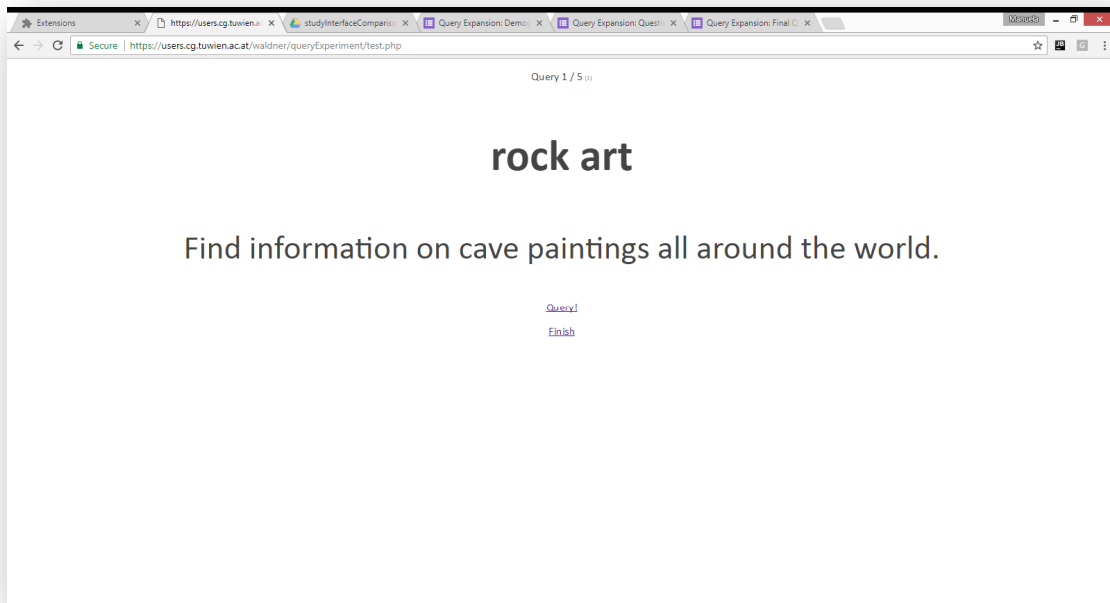 Extensions
https://users.cg.tuwien.ac
studyInterfaceComparis
Query Expansion: Demog
Query Expansion: Questi
Query Expansion: Final Q
Manuela
Secure
https://users.cg.tuwien.ac.at/waldner/queryExperiment/test.php
JB
G
Query 1 / 5 (1)
rock art
Find information on cave paintings all around the world.
Query!
Finish